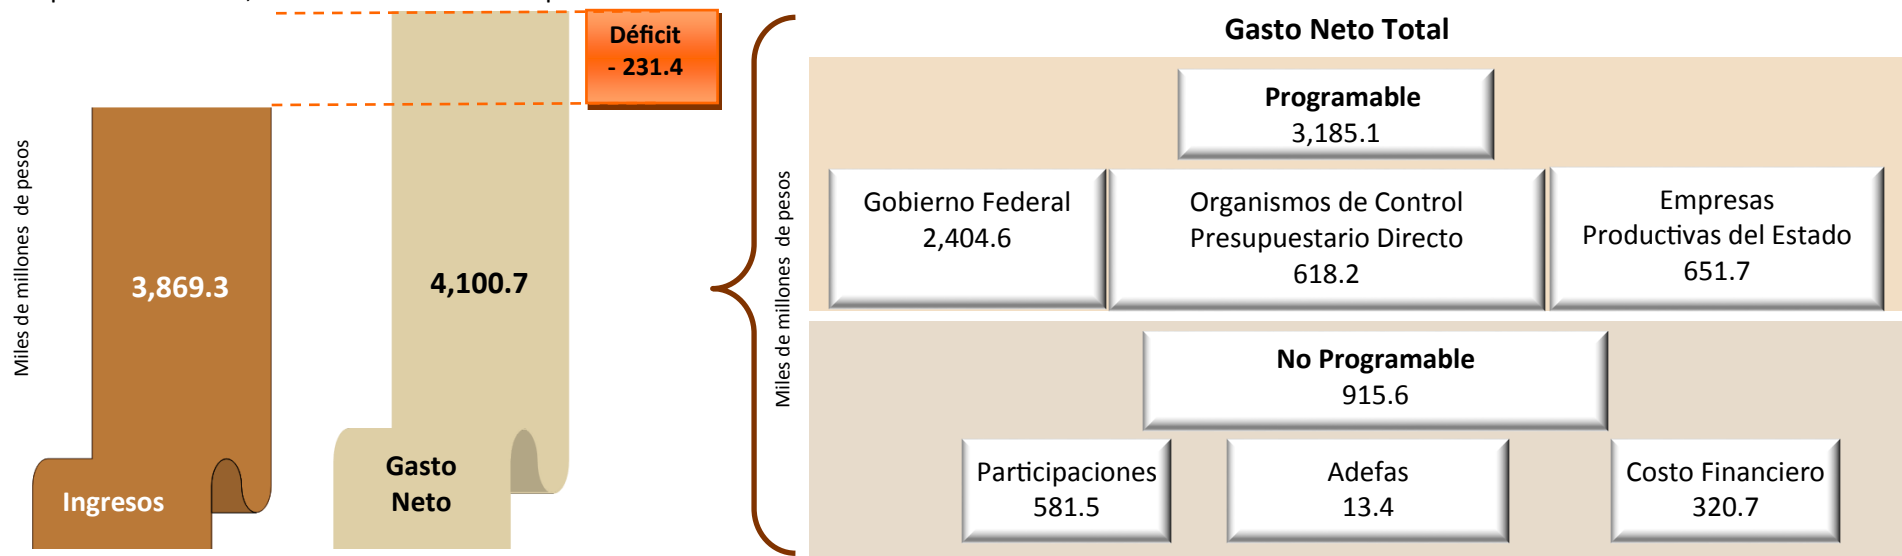 Déficit
- 231.4
Miles de millones de pesos
3,869.3
4,100.7
Ingresos
Gasto
Neto
Miles de millones de pesos
Gasto Neto Total
Programable
3,185.1
Gobierno Federal
2,404.6
Organismos de Control
Presupuestario Directo
618.2
Empresas
Productivas del Estado
651.7
No Programable
915.6
Participaciones
581.5
Adefas
13.4
Costo Financiero
320.7